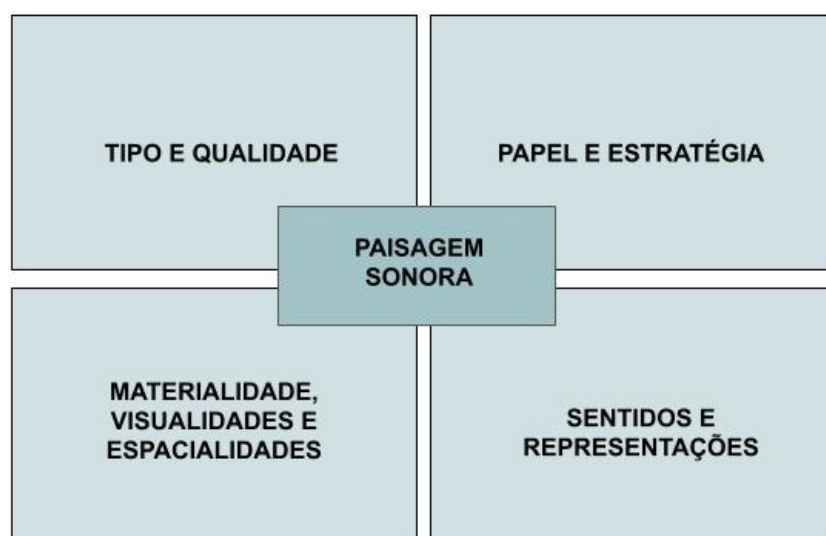 TIPO E QUALIDADE
PAPEL E ESTRATÉGIA
PAISAGEM
SONORA
MATERIALIDADE,
VISUALIDADES E
ESPACIALIDADES
SENTIDOS E
REPRESENTAÇÕES